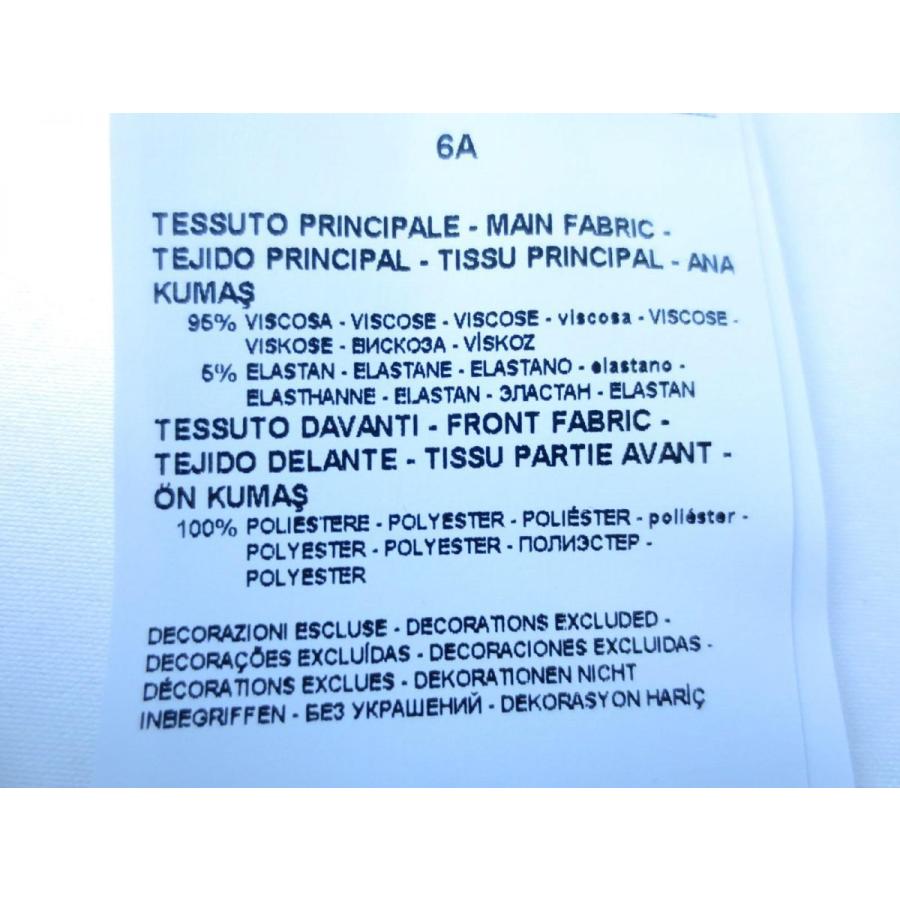 6A
TESSUTO PRINCIPALE - MAIN FABRIC -
TEJIDO PRINCIPAL - TISSU PRINCIPAL - ANA
KUMAŞ
95% VISCOSA - VISCOSE - VISCOSE - viscosa - VISCOSE -
VISKOSE - ВИСКОЗА - VİSKOZ
5% ELASTAN - ELASTANE - ELASTANO - elastano -
ELASTHANNE - ELASTAN - ЭЛАСТАН - ELASTAN
TESSUTO DAVANTI - FRONT FABRIC -
TEJIDO DELANTE - TISSU PARTIE AVANT -
ÖN KUMAŞ
100% POLIESTERE - POLYESTER - POLIÉSTER - poliéster -
POLYESTER - POLYESTER - ПОЛИЭСТЕР -
POLYESTER
DECORAZIONI ESCLUSE - DECORATIONS EXCLUDED -
DECORAÇÕES EXCLUÍDAS - DECORACIONES EXCLUIDAS -
DÉCORATIONS EXCLUES - DEKORATIONEN NICHT
INBEGRIFFEN - БЕЗ УКРАШЕНИЙ - DEKORASYON HARİÇ